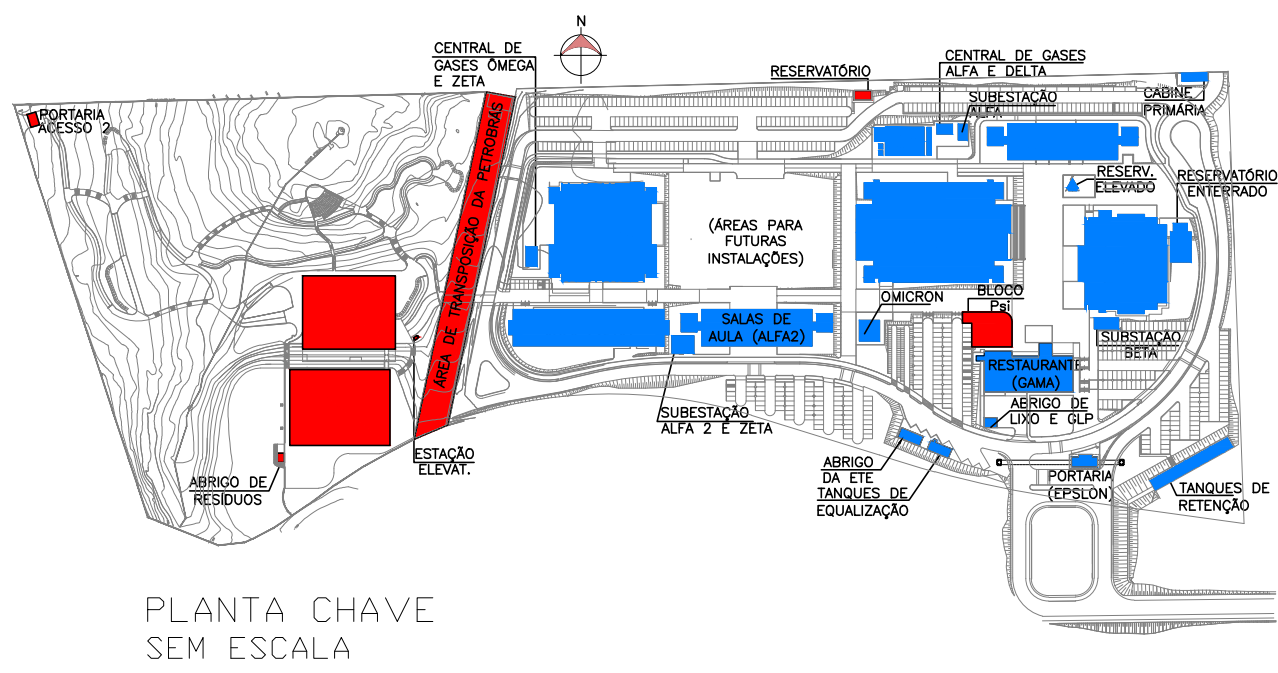 N
CENTRAL DE
GASES ÔMEGA
E ZETA
RESERVATÓRIO
CENTRAL DE GASES
ALFA E DELTA
SUBESTAÇÃO
ALFA
CABINE
PRIMÁRIA
PORTARIA
ACESSO 2
ÁREA DE TRANSPOSIÇÃO DA PETROBRÁS
RESERV.
ELEVADO
RESERVATÓRIO
ENTERRADO
(ÁREAS PARA
FUTURAS
INSTALAÇÕES)
OMICRON
BLOCO
Psi
SALAS DE
AULA (ALFA2)
SUBSTAÇÃO
BETA
RESTAURANTE
(GAMA)
SUBESTAÇÃO
ALFA 2 E ZETA
ABRIGO DE
LIXO E GLP
ESTAÇÃO
ELEVAT.
ABRIGO DE
RESÍDUOS
ABRIGO
DA ETE
TANQUES DE
EQUALIZAÇÃO
PORTARIA
(EPSLON)
TANQUES DE
RETENÇÃO
PLANTA CHAVE
SEM ESCALA